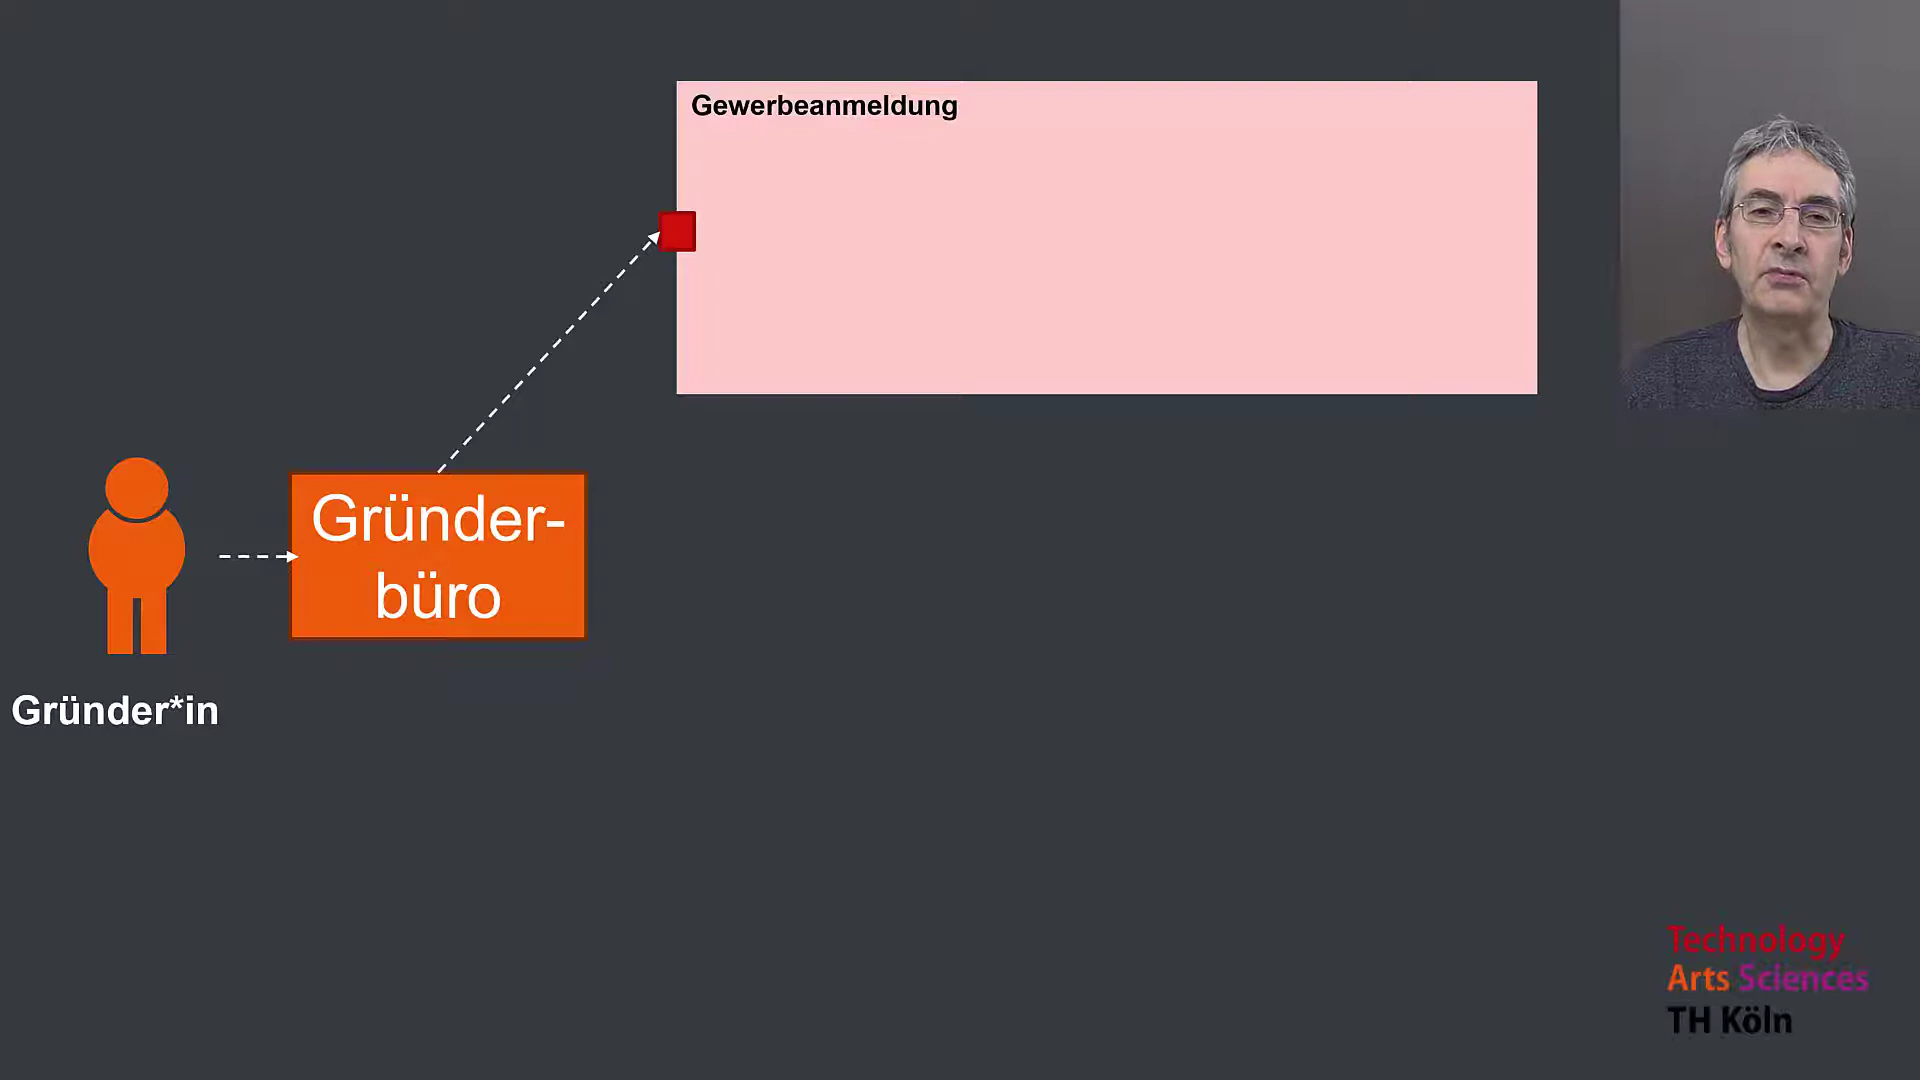 Gewerbeanmeldung
Gründer-
büro
Gründer*in
Technology
Arts Sciences
TH Köln